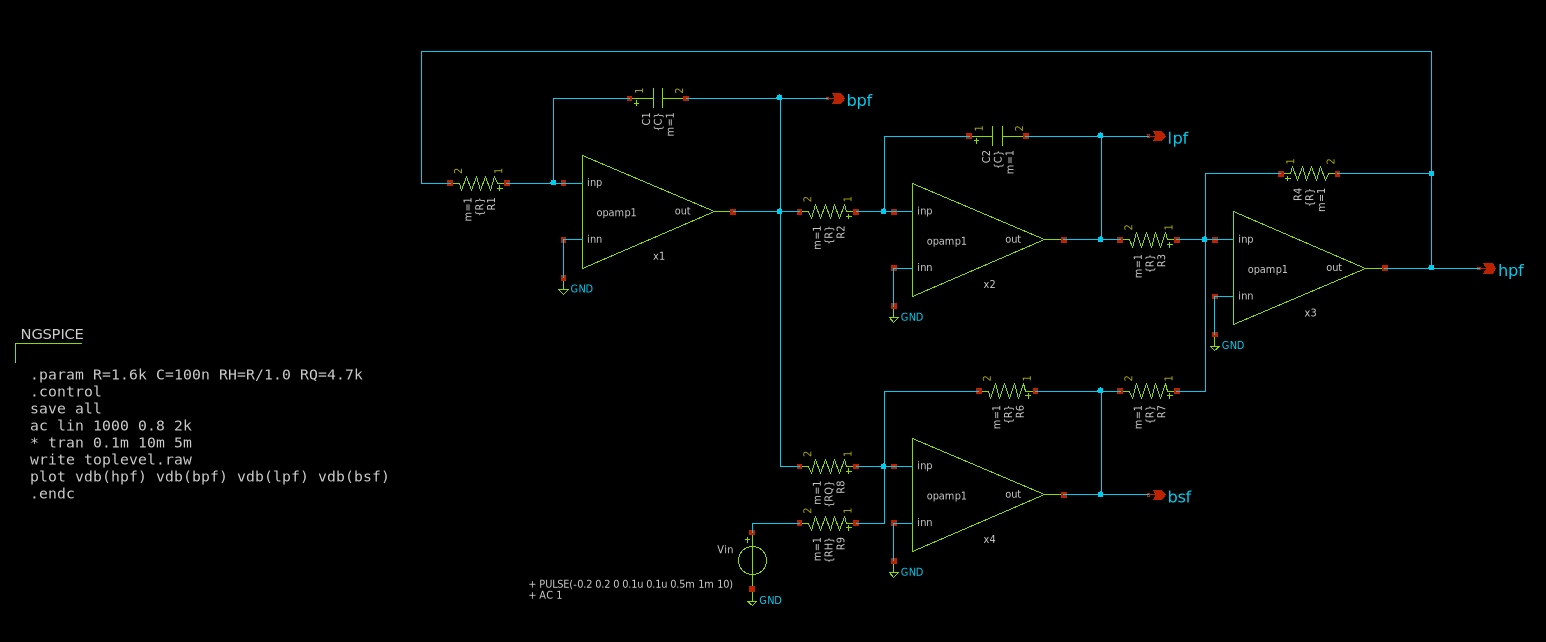 bpf
1
2
+
C1
{C}
m=1
lpf
1
2
+
C2
{C}
m=1
2
1
+
m=1
{R}
R1
inp
opamp1
out
inn
x1
GND
2
1
+
m=1
{R}
R2
inp
opamp1
out
inn
x2
GND
2
1
+
m=1
{R}
R3
1
2
+
R4
{R}
m=1
inp
opamp1
out
inn
x3
GND
hpf
NGSPICE
.param R=1.6k C=100n RH=R/1.0 RQ=4.7k
.control
save all
ac lin 1000 0.8 2k
* tran 0.1m 10m 5m
write toplevel.raw
plot vdb(hpf) vdb(bpf) vdb(lpf) vdb(bsf)
.endc
2
1
+
m=1
{R}
R6
2
1
+
m=1
{R}
R7
2
1
+
m=1
{RQ}
R8
2
1
+
m=1
{RH}
R9
inp
opamp1
out
inn
x4
GND
bsf
Vin
+
+ PULSE(-0.2 0.2 0 0.1u 0.1u 0.5m 1m 10)
+ AC 1
GND